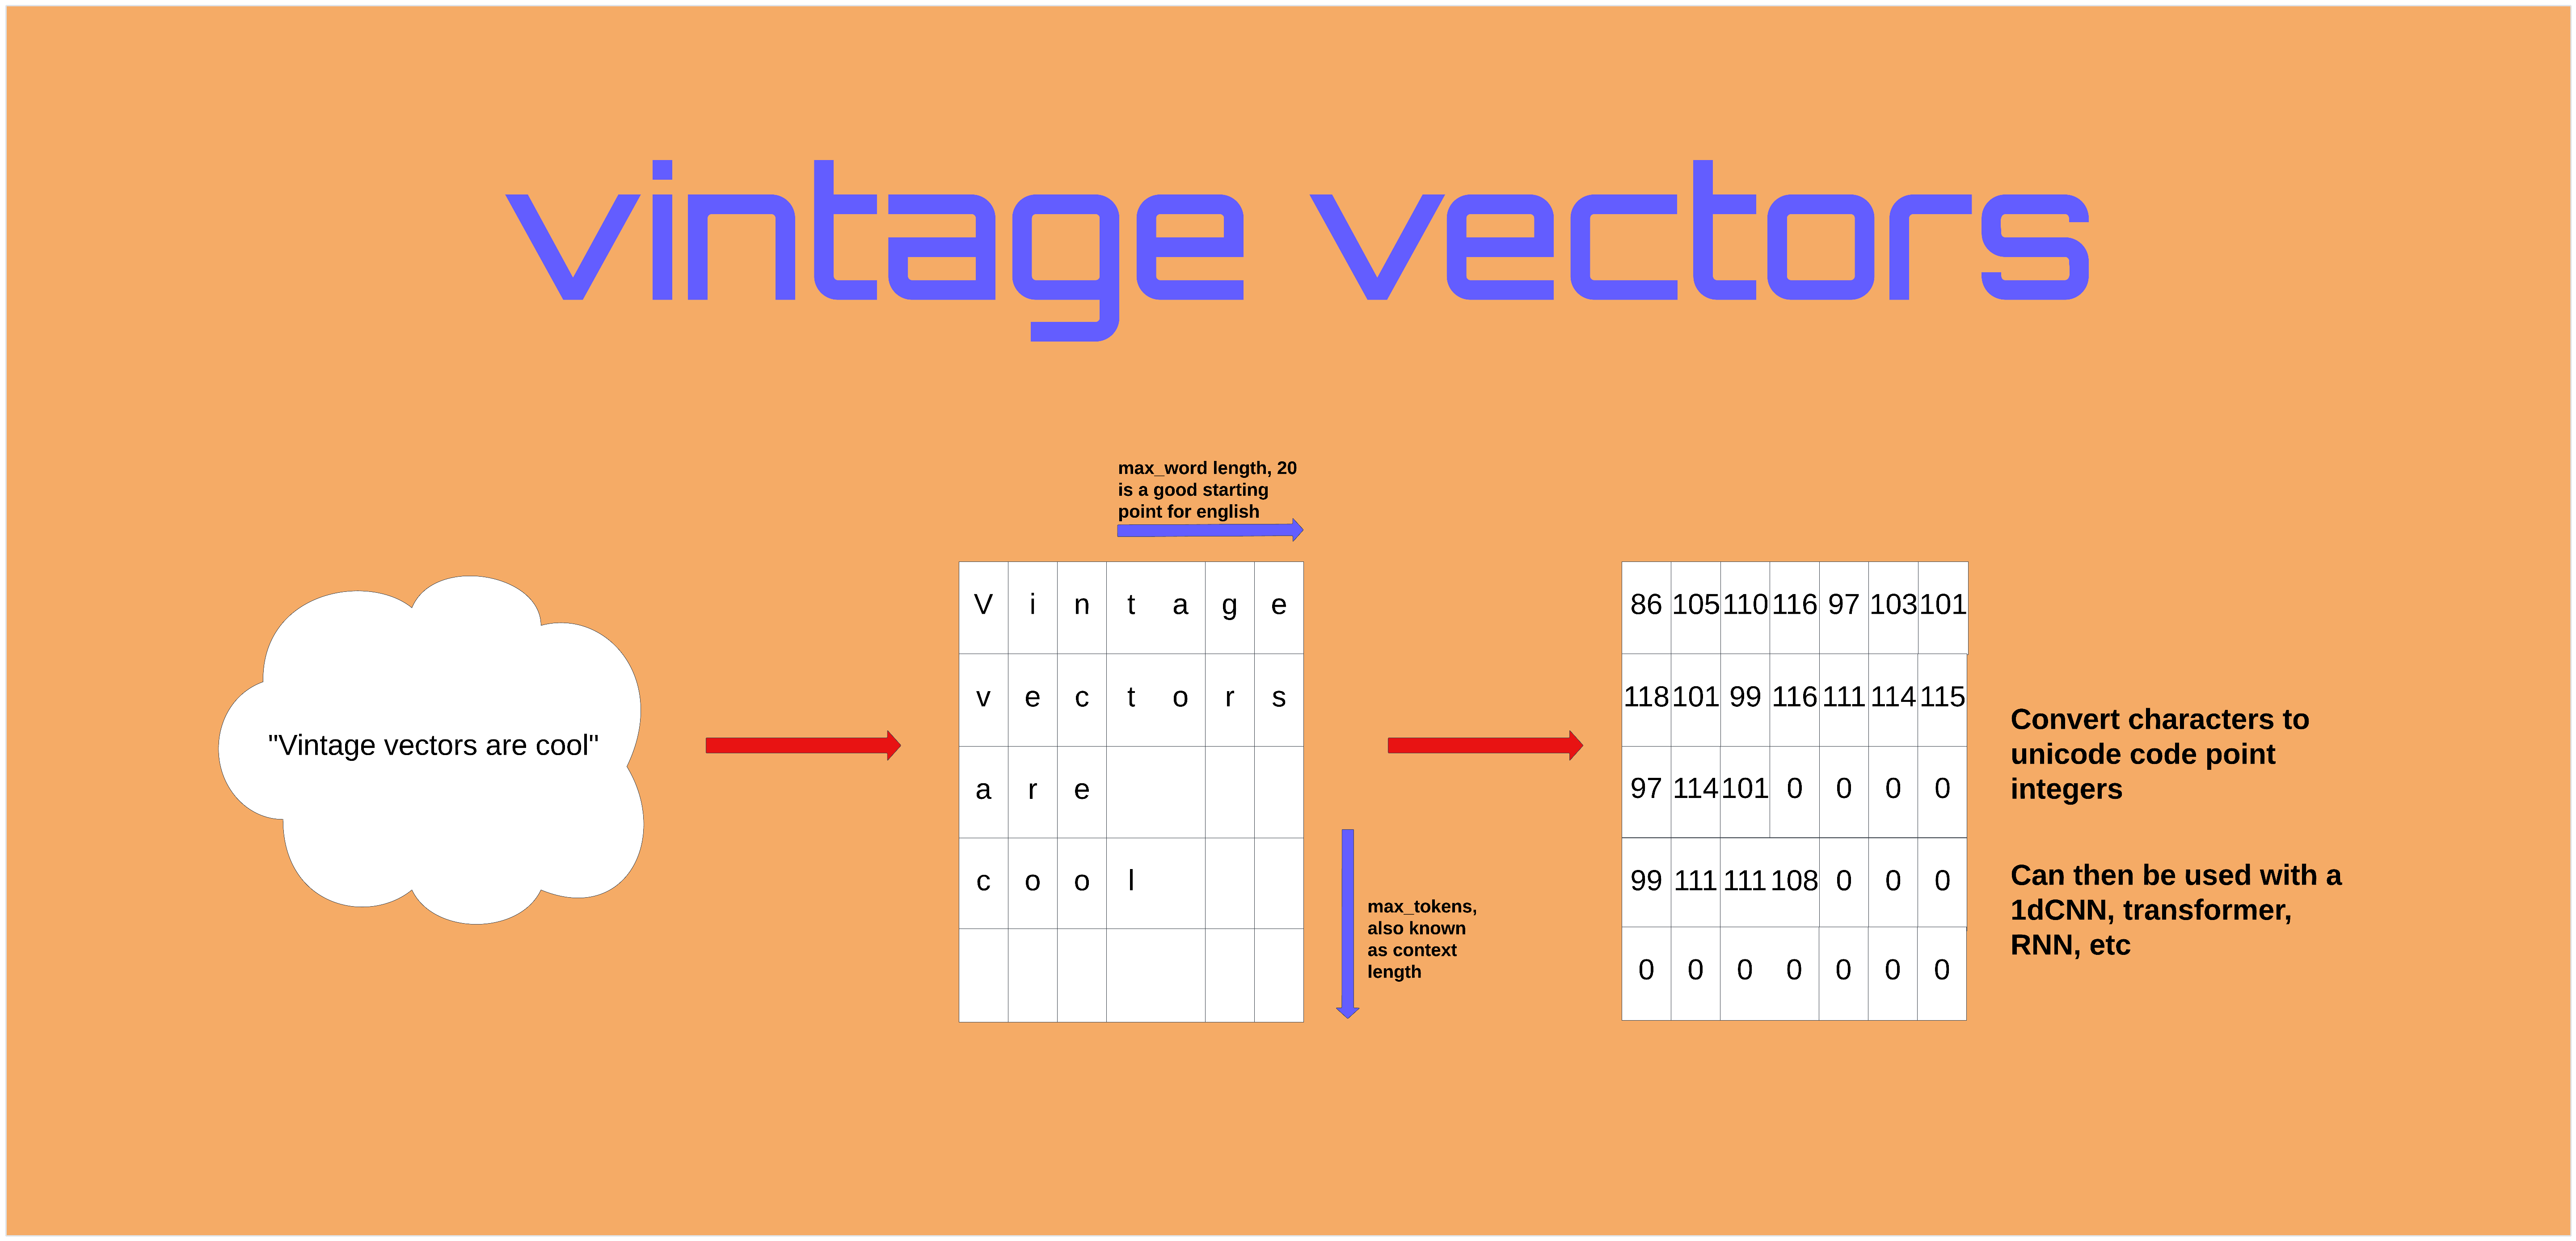 vintage vectors
max_word length, 20
is a good starting
point for english
"Vintage vectors are cool"
V i n t a g e
v e c t o r s
a r e
c o o l
max_tokens,
also known
as context
length
86 105 110 116 97 103 101
118 101 99 116 111 114 115
97 114 101 0 0 0 0
99 111 111 108 0 0 0
0 0 0 0 0 0 0
Convert characters to
unicode code point
integers
Can then be used with a
1dCNN, transformer,
RNN, etc